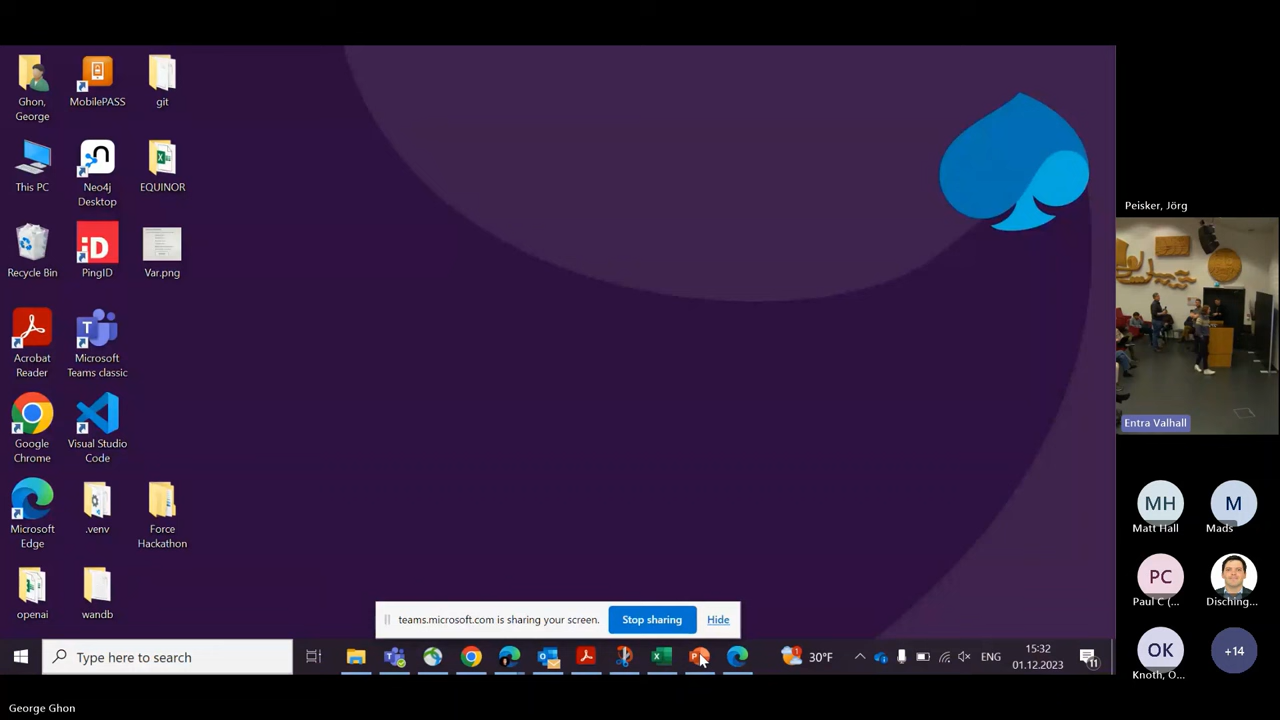 Ghon,
George
MobilePASS
git
This PC
Neo4j
Desktop
EQUINOR
Recycle Bin
iD
PingID
Var.png
Acrobat
Reader
Microsoft
Teams classic
Google
Chrome
Visual Studio
Code
Microsoft
Edge
.venv
Force
Hackathon
openai
wandb
teams.microsoft.com is sharing your screen.
Stop sharing
Hide
Type here to search
30°F
ENG
15:32
01.12.2023
11
Peisker, Jörg
Entra Valhall
MH
Matt Hall
M
Mads
PC
Paul C (...
Disching...
OK
Knoth, O...
+14
George Ghon